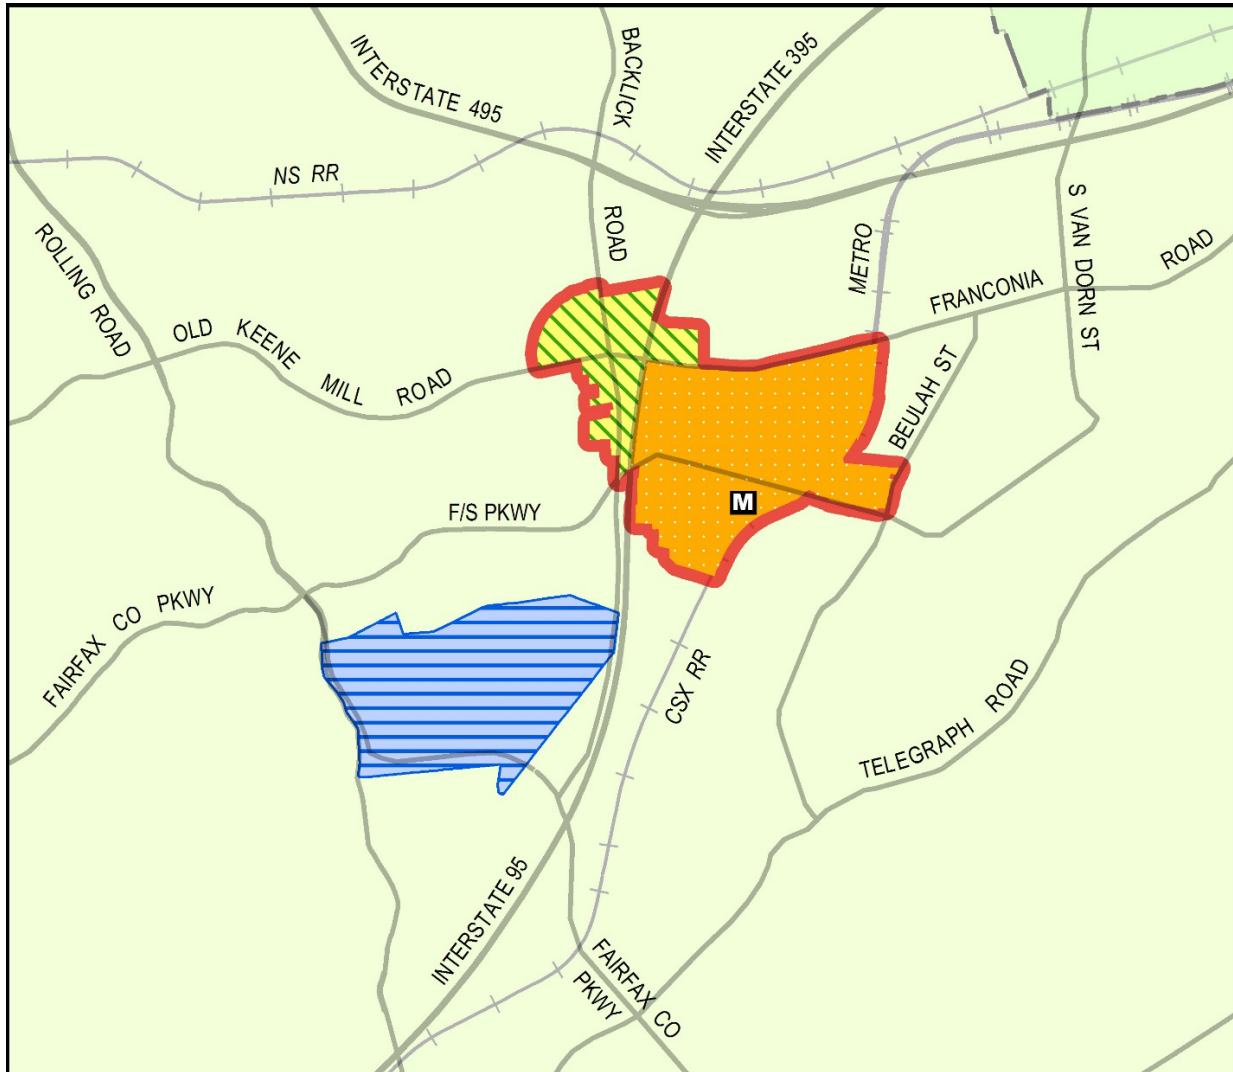 INTERSTATE 495
BACKLICK
ROAD
INTERSTATE 395
NS RR
ROLLING ROAD
METRO
S VAN DORN ST
FRANCONIA
ROAD
OLD KEENE MILL ROAD
BEULAH ST
M
F/S PKWY
FAIRFAX CO PKWY
CSX RR
TELEGRAPH ROAD
INTERSTATE 95
FAIRFAX CO
PKWY